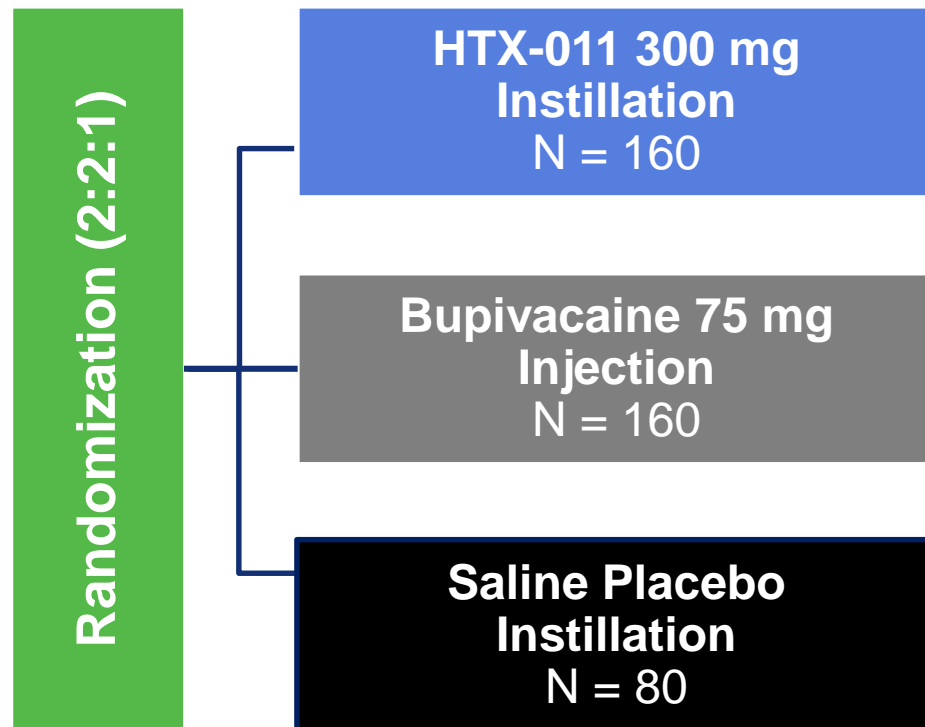 Randomization (2:2:1)
HTX-011 300 mg
Instillation
N = 160
Bupivacaine 75 mg
Injection
N = 160
Saline Placebo
Instillation
N = 80